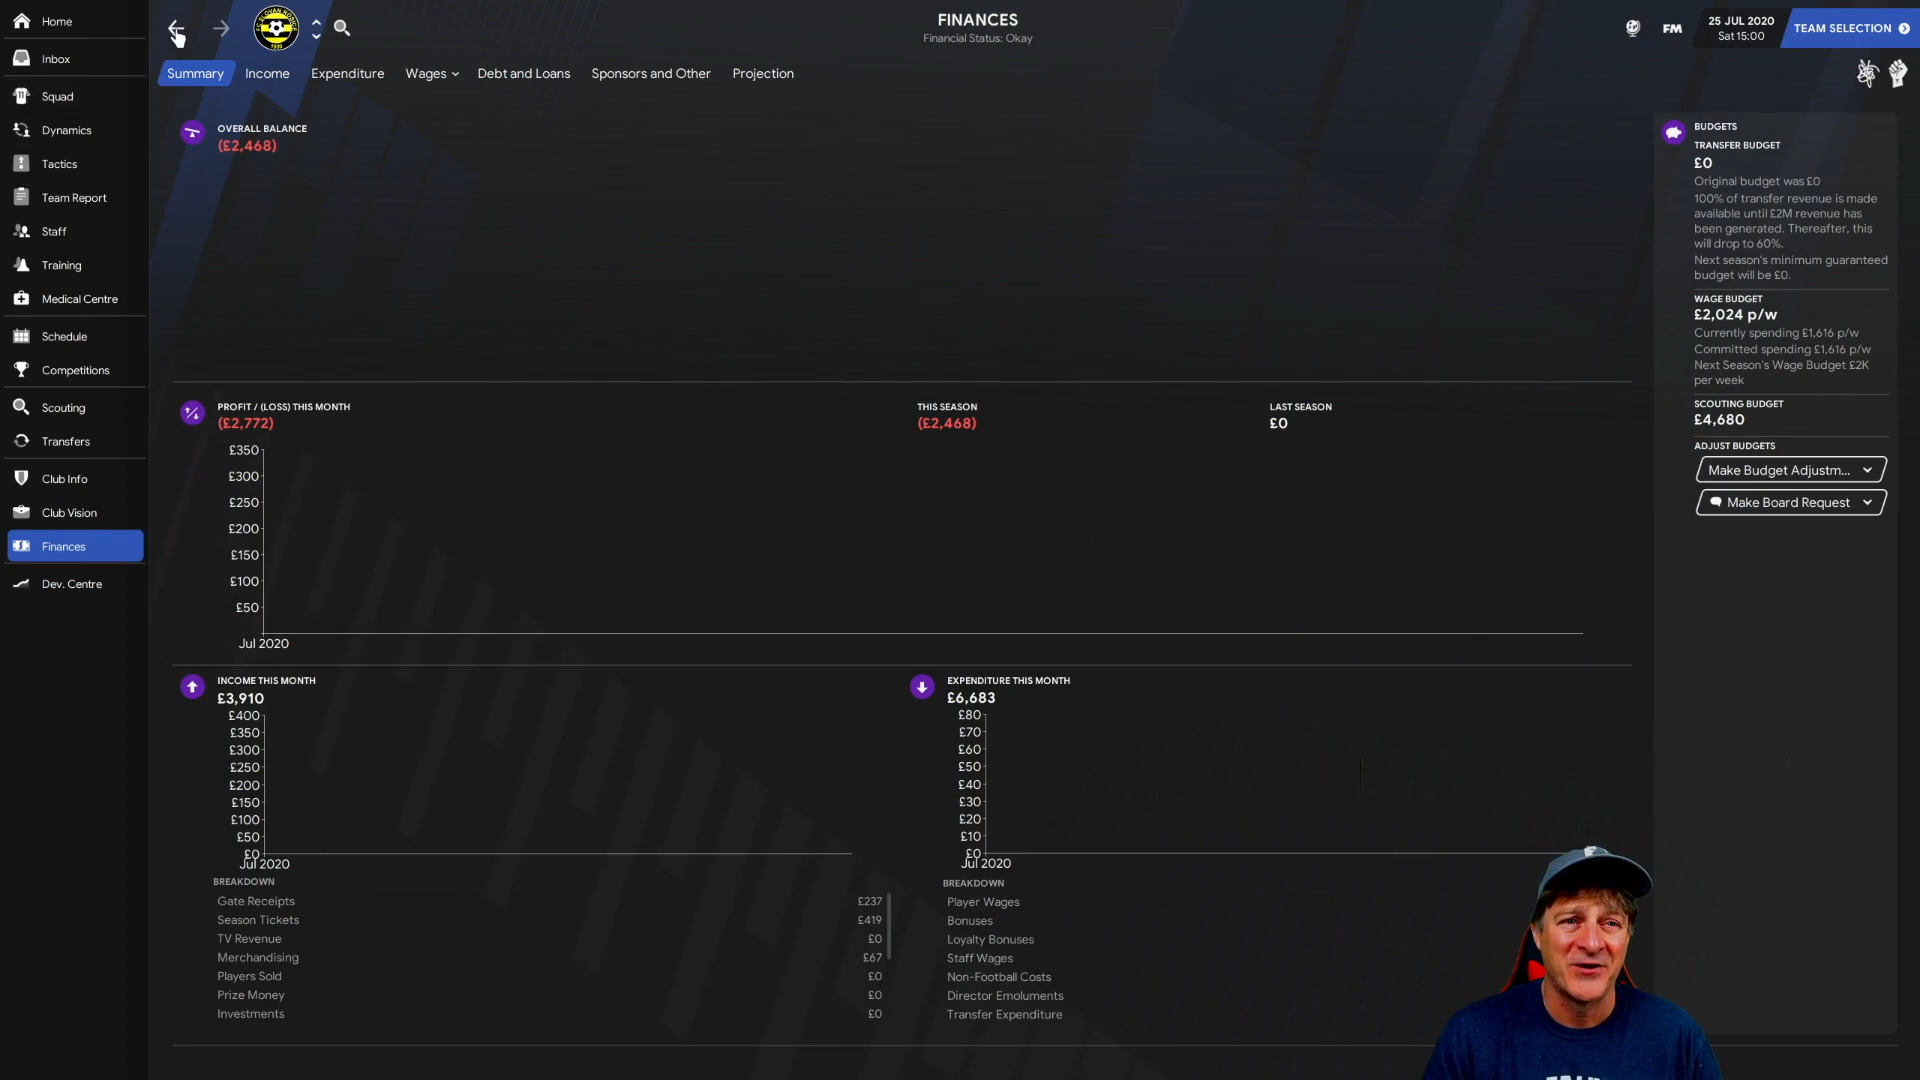 Home
Inbox
Squad
Dynamics
Tactics
Team Report
Staff
Training
Medical Centre
Schedule
Competitions
Scouting
Transfers
Club Info
Club Vision
Finances
Dev. Centre
FC SLOVAN ROSICE
1909
FINANCES
Financial Status: Okay
FM
25 JUL 2020
Sat 15:00
TEAM SELECTION
Summary
Income
Expenditure
Wages
Debt and Loans
Sponsors and Other
Projection
OVERALL BALANCE
(£2,468)
PROFIT / (LOSS) THIS MONTH
(£2,772)
THIS SEASON
(£2,468)
LAST SEASON
£0
£350
£300
£250
£200
£150
£100
£50
Jul 2020
INCOME THIS MONTH
£3,910
£400
£350
£300
£250
£200
£150
£100
£50
£0
Jul 2020
BREAKDOWN
Gate Receipts £237
Season Tickets £419
TV Revenue £0
Merchandising £67
Players Sold £0
Prize Money £0
Investments £0
EXPENDITURE THIS MONTH
£6,683
£80
£70
£60
£50
£40
£30
£20
£10
£0
Jul 2020
BREAKDOWN
Player Wages
Bonuses
Loyalty Bonuses
Staff Wages
Non-Football Costs
Director Emoluments
Transfer Expenditure
BUDGETS
TRANSFER BUDGET
£0
Original budget was £0
100% of transfer revenue is made
available until £2M revenue has
been generated. Thereafter, this
will drop to 60%.
Next season's minimum guaranteed
budget will be £0.
WAGE BUDGET
£2,024 p/w
Currently spending £1,616 p/w
Committed spending £1,616 p/w
Next Season's Wage Budget £2K
per week
SCOUTING BUDGET
£4,680
ADJUST BUDGETS
Make Budget Adjustm...
Make Board Request